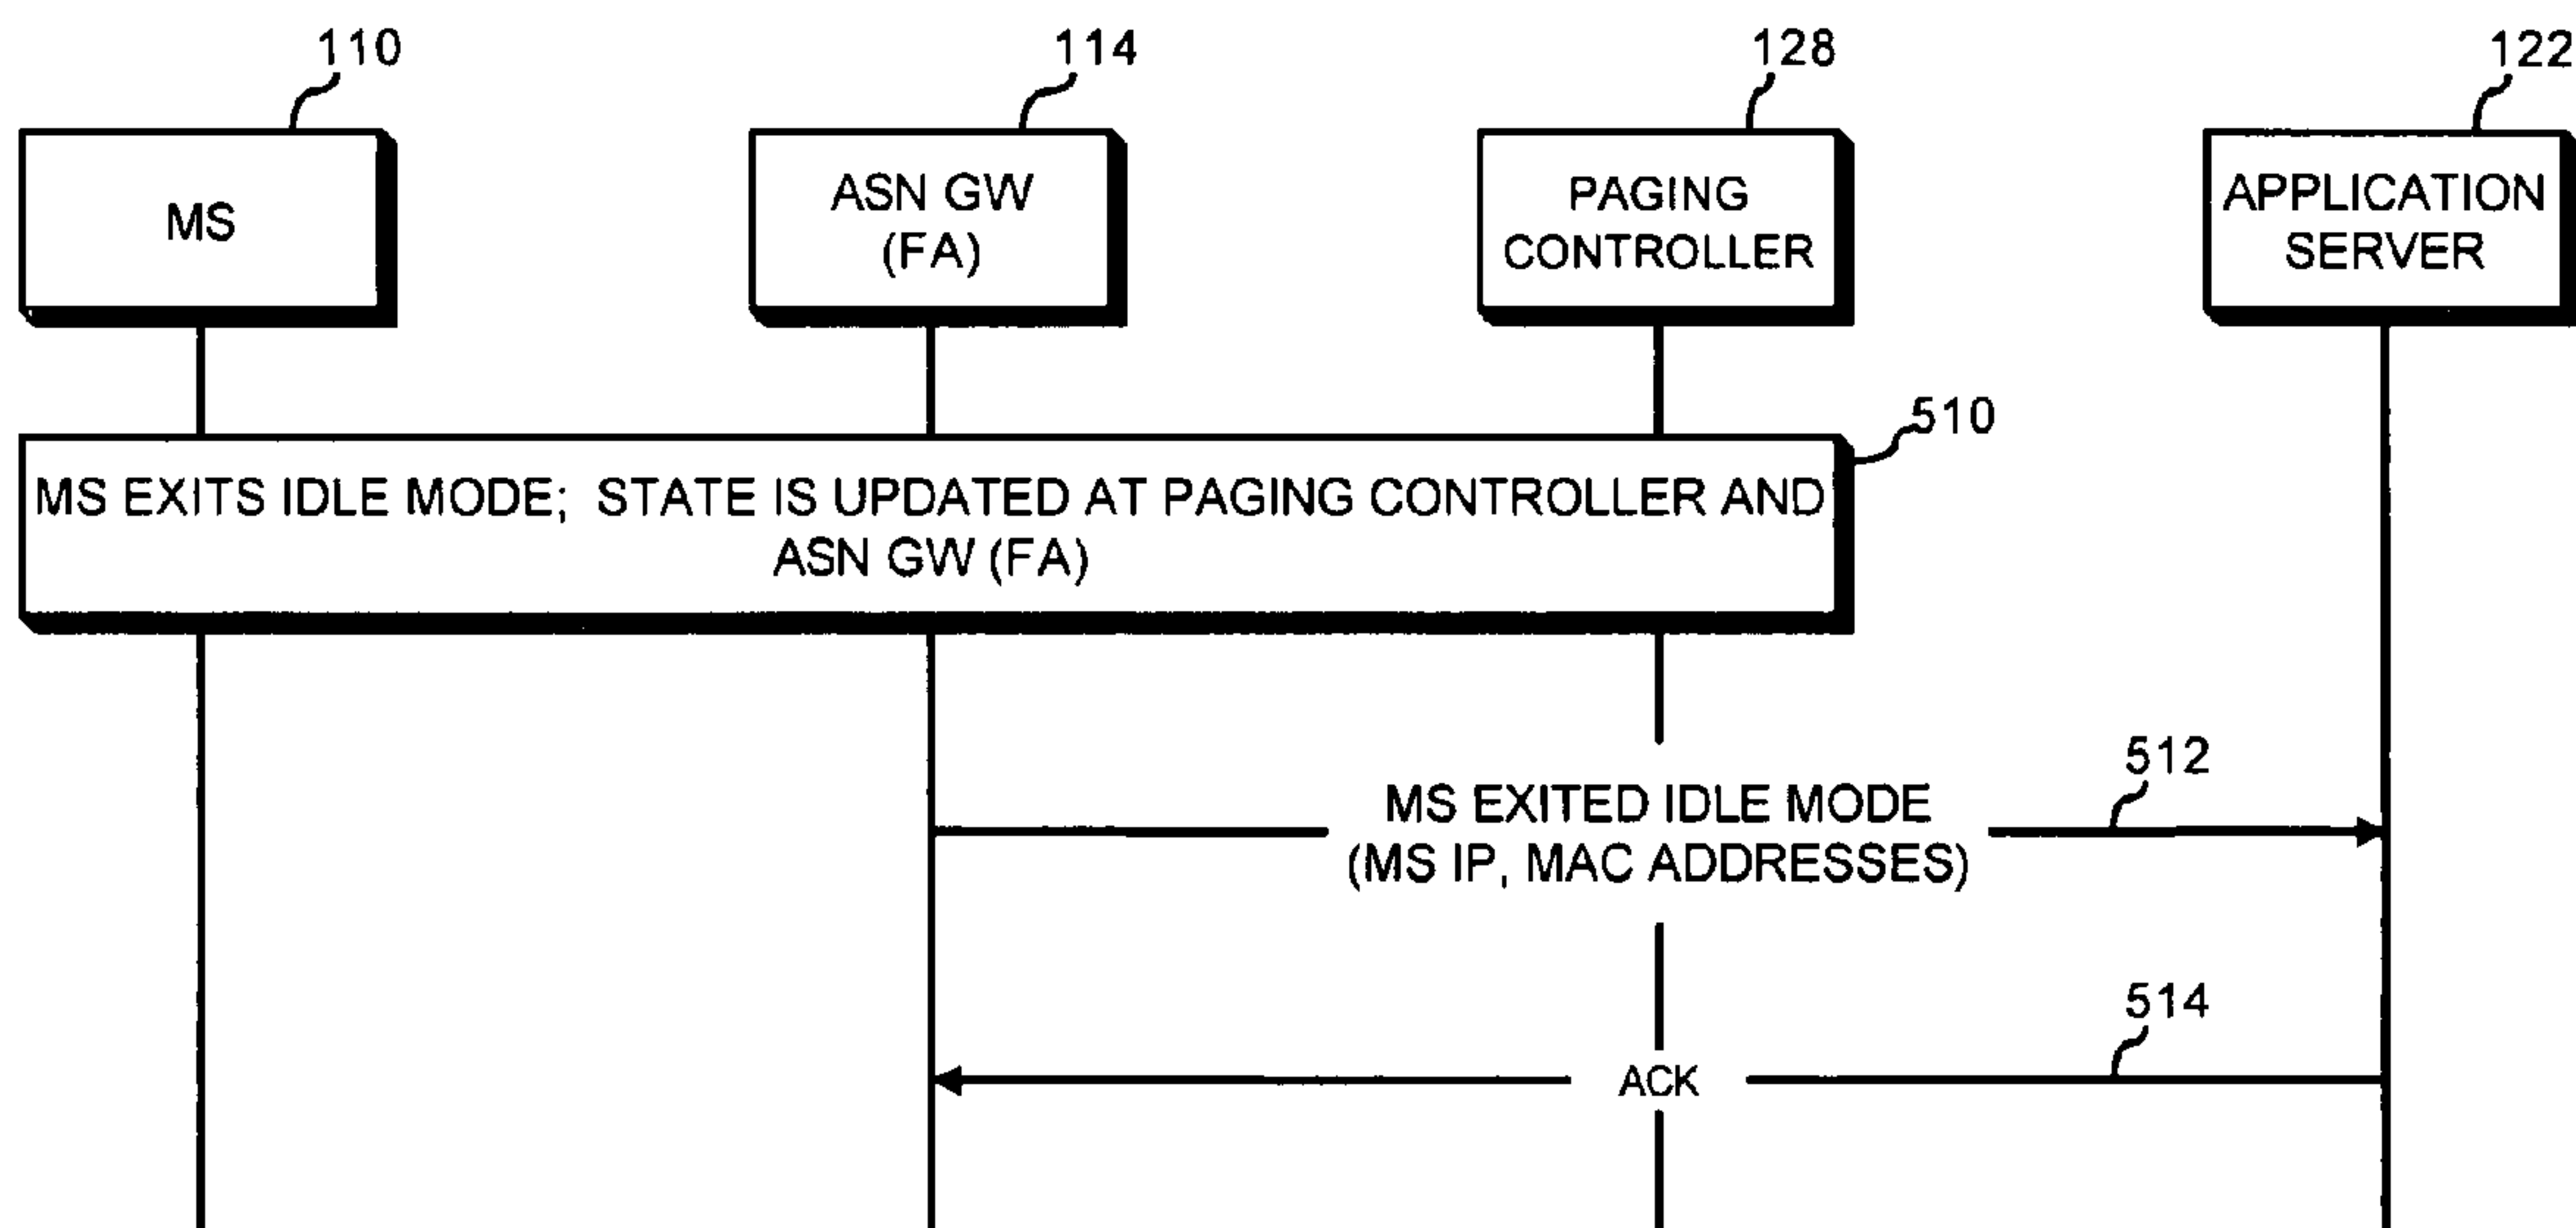 110
114
128
122
MS
ASN GW
(FA)
PAGING
CONTROLLER
APPLICATION
SERVER
510
MS EXITS IDLE MODE; STATE IS UPDATED AT PAGING CONTROLLER AND
ASN GW (FA)
512
MS EXITED IDLE MODE
(MS IP, MAC ADDRESSES)
514
ACK